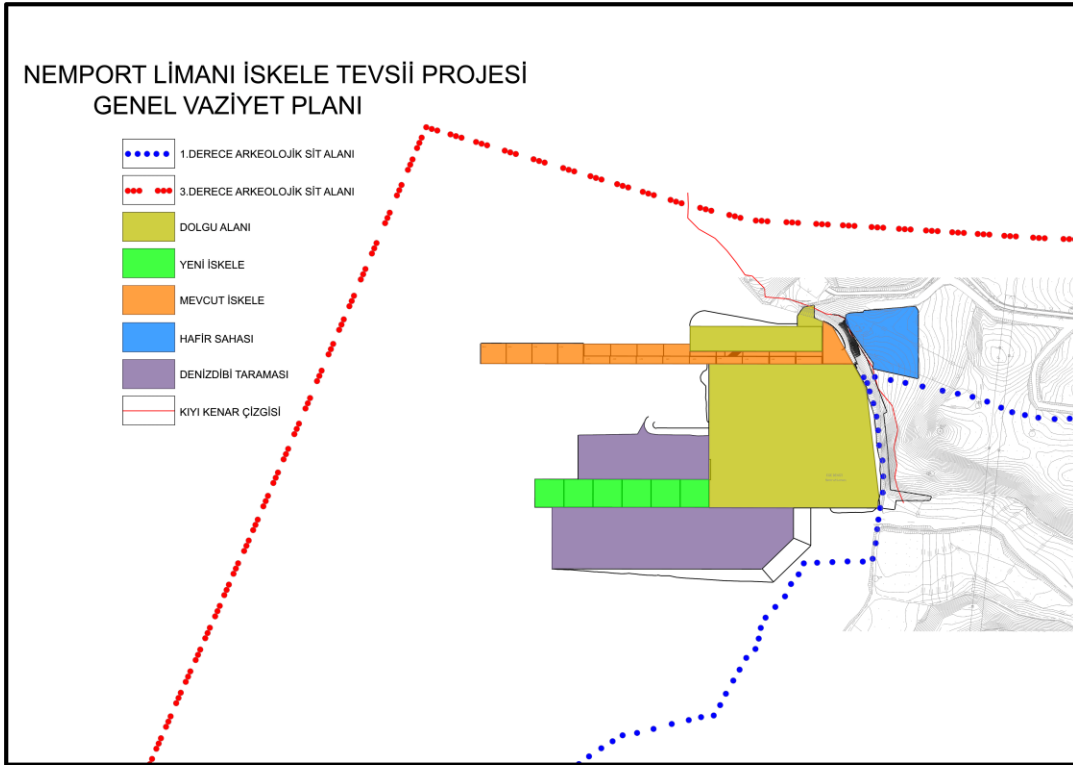 NEMPORT LİMANI İSKELE TEVSİİ PROJESİ
GENEL VAZİYET PLANI
1.DERECE ARKEOLOJİK SİT ALANI
3.DERECE ARKEOLOJİK SİT ALANI
DOLGU ALANI
YENİ İSKELE
MEVCUT İSKELE
HAFİR SAHASI
DENİZDİBİ TARAMASI
KIYI KENAR ÇİZGİSİ